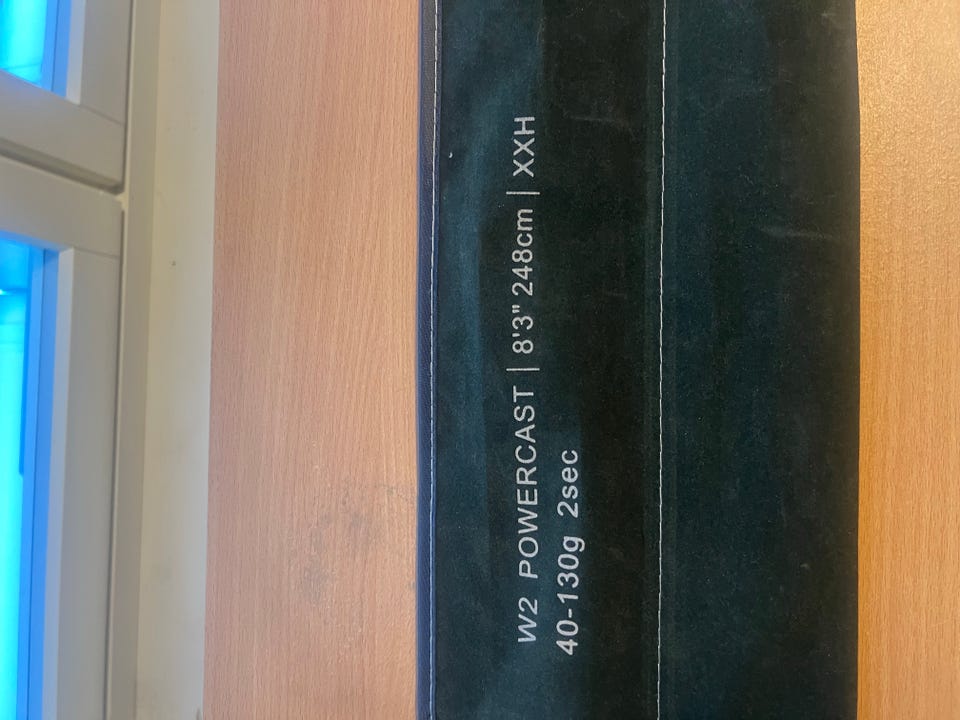 W2 POWERCAST | 8'3" 248cm | XXH
40-130g 2sec